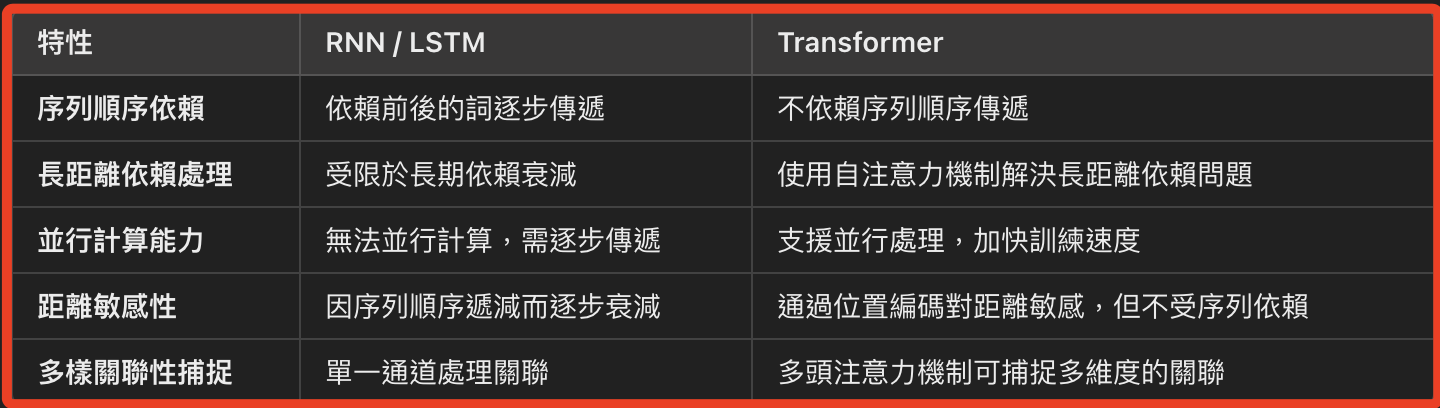 特性 RNN / LSTM Transformer
序列順序依賴 依賴前後的詞逐步傳遞 不依賴序列順序傳遞
長距離依賴處理 受限於長期依賴衰減 使用自注意力機制解決長距離依賴問題
並行計算能力 無法並行計算，需逐步傳遞 支援並行處理，加快訓練速度
距離敏感性 因序列順序遞減而逐步衰減 通過位置編碼對距離敏感，但不受序列依賴
多樣關聯性捕捉 單一通道處理關聯 多頭注意力機制可捕捉多維度的關聯